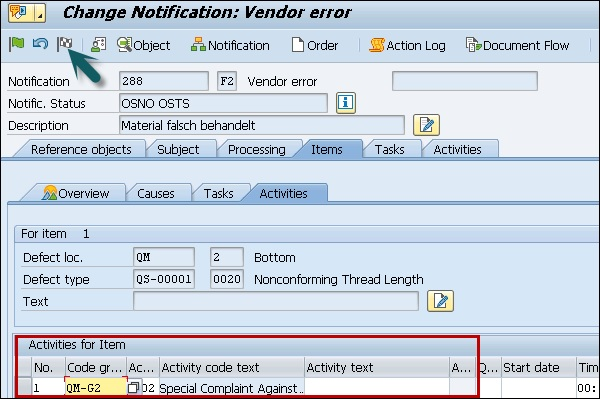 Change Notification: Vendor error
Object Notification Order Action Log Document Flow
Notification 288 F2 Vendor error
Notific. Status OSNO OSTS
Description Material falsch behandelt
Reference objects Subject Processing Items Tasks Activities
Overview Causes Tasks Activities
For item 1
Defect loc. QM 2 Bottom
Defect type QS-00001 0020 Nonconforming Thread Length
Text
Activities for Item
No. Code gr... Ac... Activity code text Activity text A... Q... Start date Tim
1 QM-G2 02 Special Complaint Against ... 00: